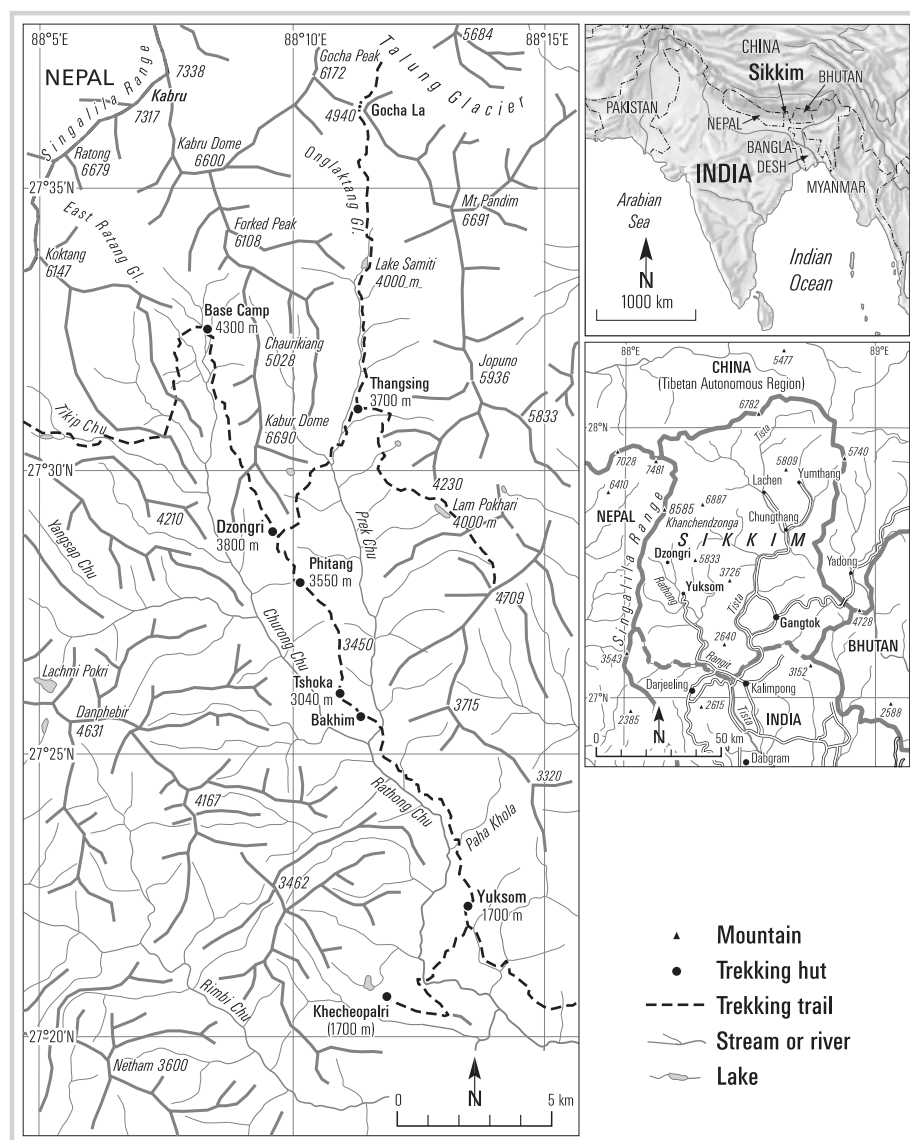 88°5'E
88°10'E
88°15'E
NEPAL
Singalila Range
7338
Kabru
7317
Ratong
6679
Kabru Dome
6600
Gocha Peak
6172
4940
Gocha La
Talung Glacier
5684
27°35'N
Onglaktang Gl.
Mt Pandim
6691
East Ratang Gl.
Forked Peak
6108
Koktang
6147
Lake Samiti
4000 m
Base Camp
4300 m
Chaurikiang
5028
Jopuno
5936
Thangsing
3700 m
Kabur Dome
6690
5833
Tikip Chu
27°30'N
4230
Lam Pokhari
4000 m
4210
Dzongri
3800 m
Prek Chu
Yangsap Chu
Phitang
3550 m
4709
Churong Chu
3450
Lachmi Pokri
Tshoka
3040 m
Bakhim
3715
Danphebir
4631
27°25'N
3320
Rathong Chu
4167
Paha Khola
3462
Yuksom
1700 m
Rimbi Chu
Khecheopalri
(1700 m)
27°20'N
Netham 3600
N
0
5 km
CHINA
Sikkim
BHUTAN
PAKISTAN
NEPAL
BANGLA
DESH
INDIA
MYANMAR
Arabian
Sea
Indian
Ocean
N
1000 km
88°E
89°E
CHINA
(Tibetan Autonomous Region)
5477
6782
28°N
Tista
7028
7481
5740
5809
Yumthang
6410
Lachen
6887
8585
Khanchendzonga
Chungthang
NEPAL
SIKKIM
Singalila Range
Dzongri
5833
3726
Yadong
Rathong
Yuksom
Tista
Gangtok
4728
2640
BHUTAN
3543
Rangit
3152
Darjeeling
Kalimpong
27°N
2615
Tista
INDIA
2385
2588
N
0
50 km
Dabgram
Mountain
Trekking hut
Trekking trail
Stream or river
Lake